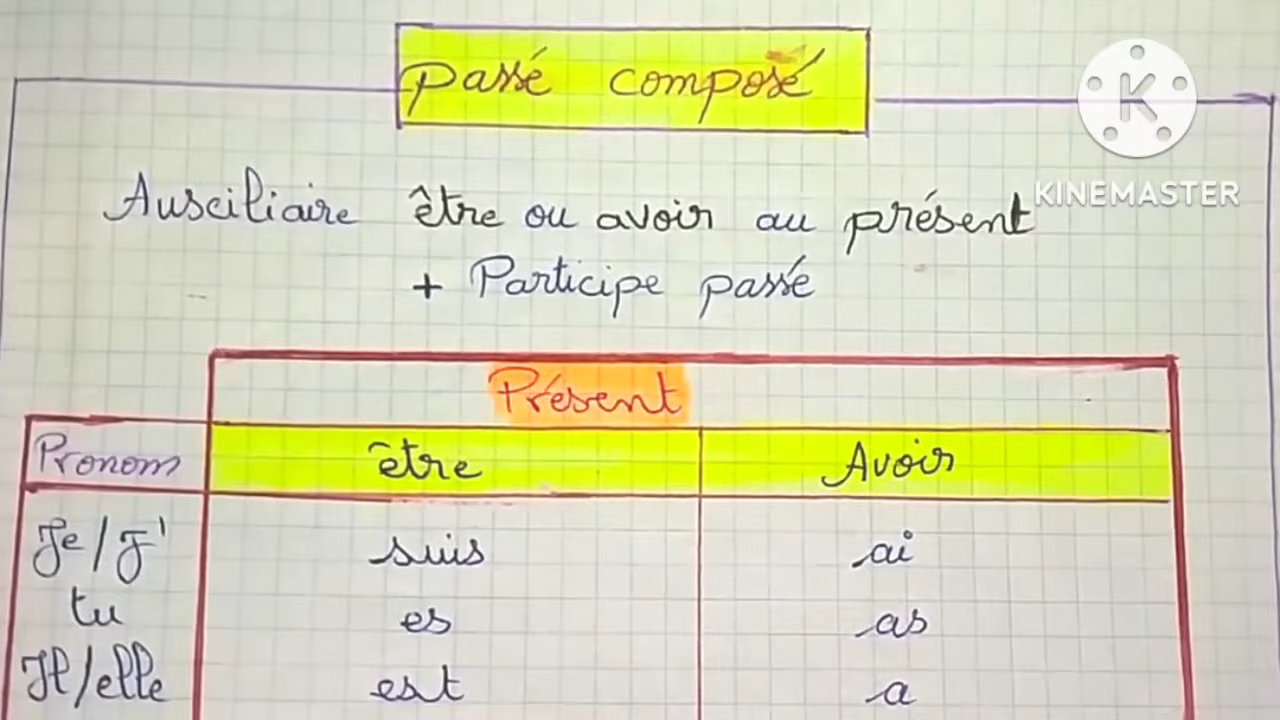 Passé composé
K
KINEMASTER
Auxciliaire être ou avoir au présent
+ Participe passé
Présent
Pronom être Avoir
Je/J' suis ai
tu es as
Il/elle est a